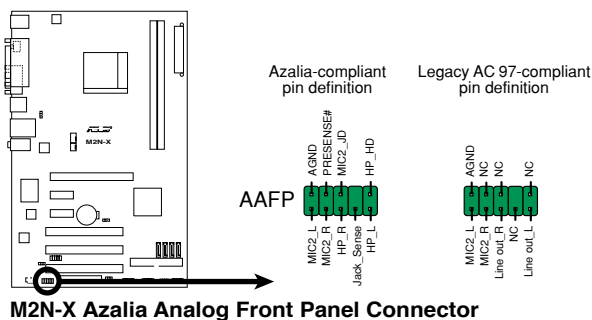 Azalia-compliant
pin definition
Legacy AC 97-compliant
pin definition
AGND
PRESENSE#
MIC2_JD
HP_HD
AGND
NC
NC
NC
AAFP
MIC2_L
MIC2_R
HP_R
Jack_Sense
HP_L
MIC2_L
MIC2_R
Line out_R
NC
Line out_L
ASUS
M2N-X
M2N-X Azalia Analog Front Panel Connector